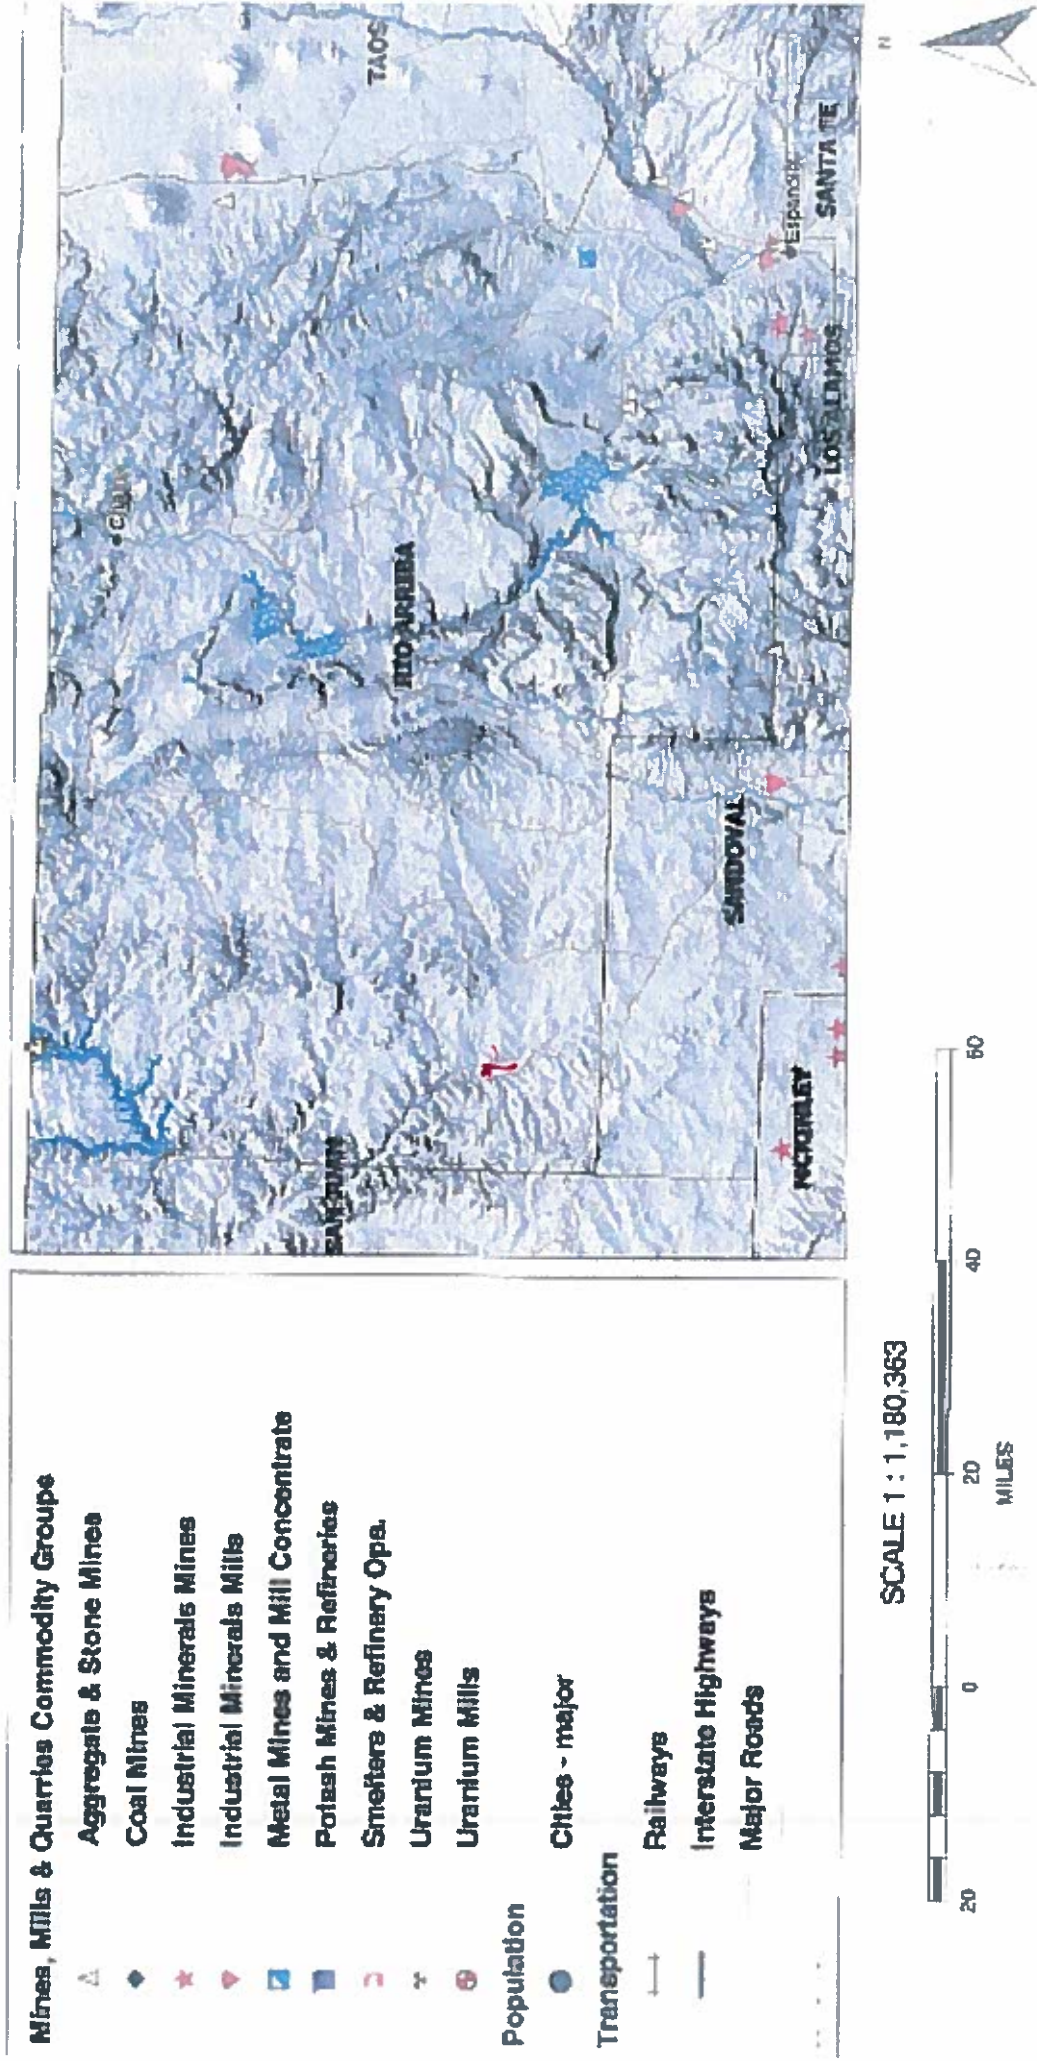 Mines, Mills & Quarries Commodity Groups
Aggregate & Stone Mines
Coal Mines
Industrial Minerals Mines
Industrial Minerals Mills
Metal Mines and Mill Concentrate
Potash Mines & Refineries
Smelters & Refinery Ops.
Uranium Mines
Uranium Mills
Population
Cities - major
Transportation
Railways
Interstate Highways
Major Roads
SAN JUAN
RIO ARRIBA
TAOS
SANDOVAL
MCKINLEY
LOS ALAMOS
SANTA FE
Espanola
N
SCALE 1 : 1,180,363
20
0
20
40
60
MILES